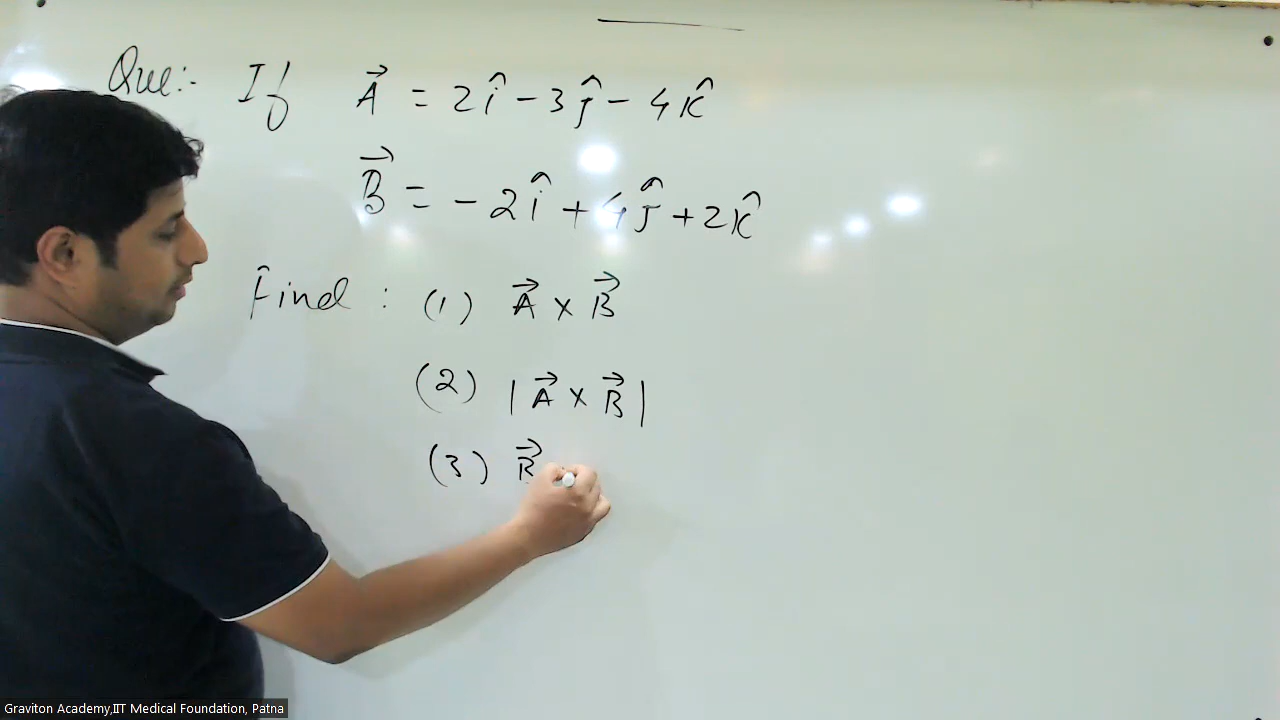 Que:- If A⃗ = 2î - 3ĵ - 4k̂
B⃗ = - 2î + 4ĵ + 2k̂
Find : (1) A⃗ × B⃗
(2) | A⃗ × B⃗ |
(3) B⃗
Graviton Academy,IIT Medical Foundation, Patna